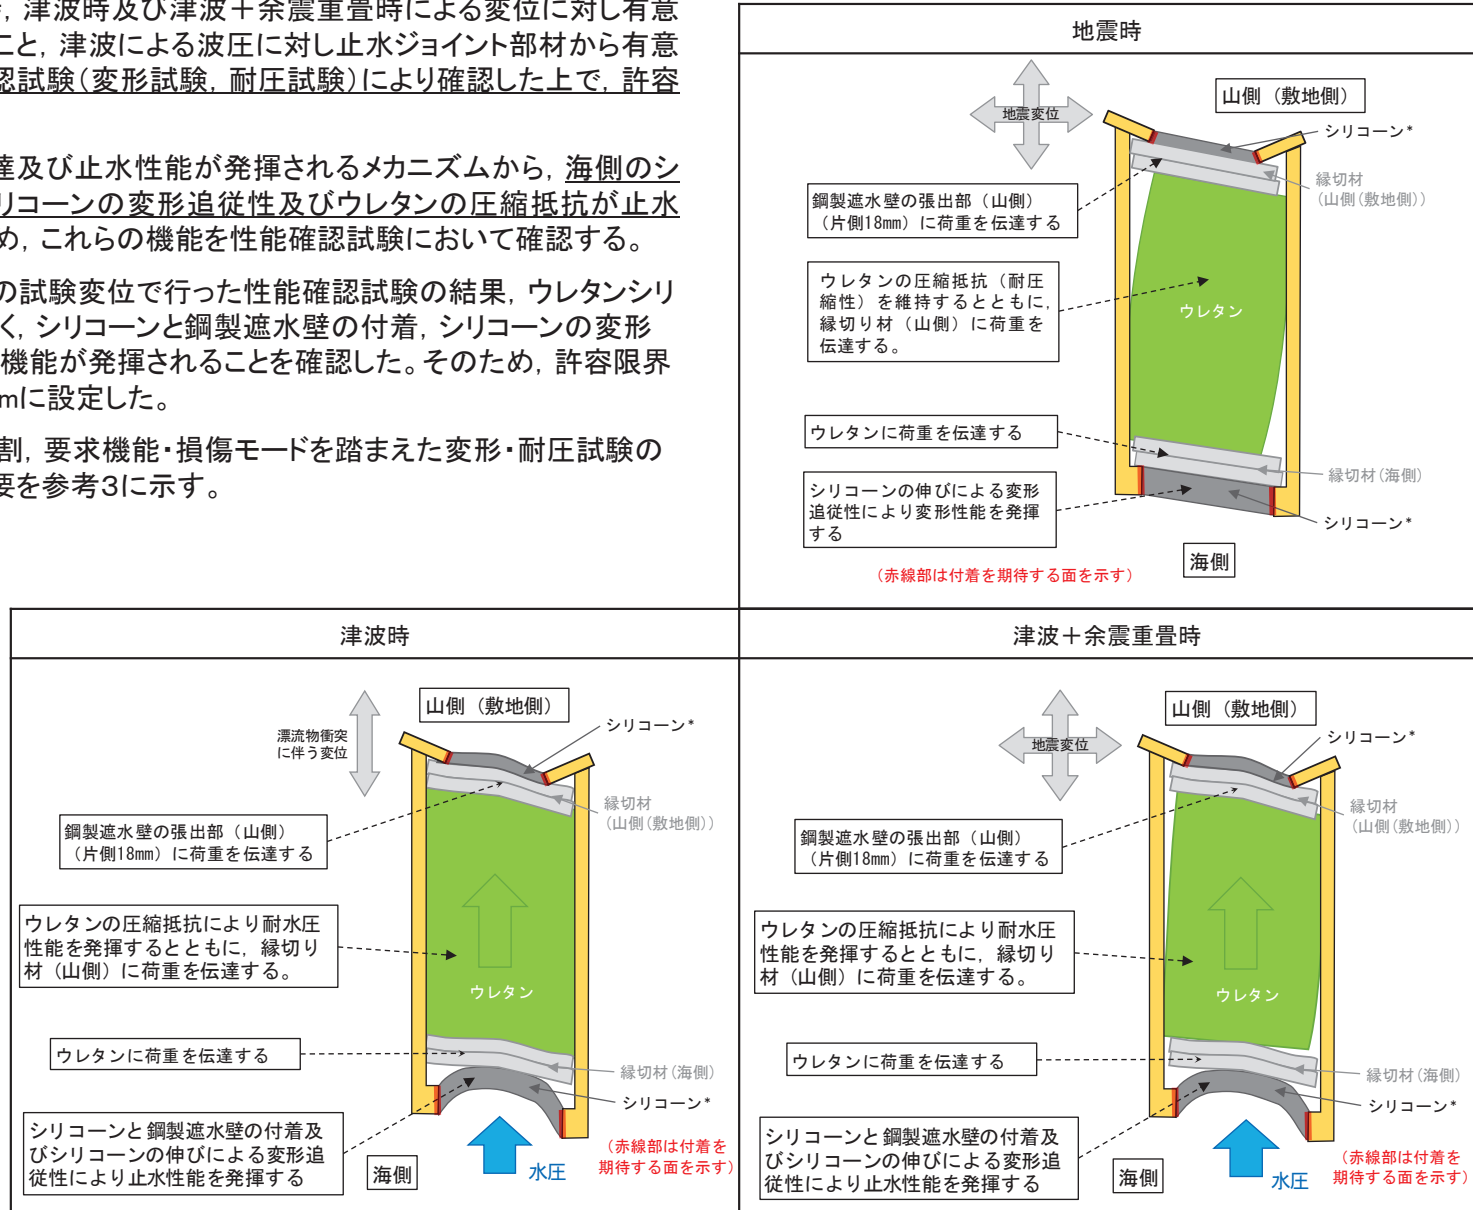 ，津波時及び津波＋余震重畳時による変位に対し有意
こと，津波による波圧に対し止水ジョイント部材から有意
認試験（変形試験，耐圧試験）により確認した上で，許容
達及び止水性能が発揮されるメカニズムから，海側のシ
リコーンの変形追従性及びウレタンの圧縮抵抗が止水
め，これらの機能を性能確認試験において確認する。
の試験変位で行った性能確認試験の結果，ウレタンシリ
く，シリコーンと鋼製遮水壁の付着，シリコーンの変形
機能が発揮されることを確認した。そのため，許容限界
mに設定した。
割，要求機能・損傷モードを踏まえた変形・耐圧試験の
要を参考3に示す。
地震時
地震変位
山側（敷地側）
シリコーン*
縁切材
（山側（敷地側））
鋼製遮水壁の張出部（山側）
（片側18mm）に荷重を伝達する
ウレタンの圧縮抵抗（耐圧
縮性）を維持するとともに，
縁切り材（山側）に荷重を
伝達する。
ウレタン
ウレタンに荷重を伝達する
縁切材（海側）
シリコーンの伸びによる変形
追従性により変形性能を発揮
する
シリコーン*
海側
（赤線部は付着を期待する面を示す）
津波時
漂流物衝突
に伴う変位
山側（敷地側）
シリコーン*
縁切材
（山側（敷地側））
鋼製遮水壁の張出部（山側）
（片側18mm）に荷重を伝達する
ウレタンの圧縮抵抗により耐水圧
性能を発揮するとともに，縁切り
材（山側）に荷重を伝達する。
ウレタン
ウレタンに荷重を伝達する
縁切材（海側）
シリコーン*
シリコーンと鋼製遮水壁の付着及
びシリコーンの伸びによる変形追
従性により止水性能を発揮する
海側
水圧
（赤線部は付着を
期待する面を示す）
津波＋余震重畳時
地震変位
山側（敷地側）
シリコーン*
縁切材
（山側（敷地側））
鋼製遮水壁の張出部（山側）
（片側18mm）に荷重を伝達する
ウレタンの圧縮抵抗により耐水圧
性能を発揮するとともに，縁切り
材（山側）に荷重を伝達する。
ウレタン
ウレタンに荷重を伝達する
縁切材（海側）
シリコーン*
シリコーンと鋼製遮水壁の付着及
びシリコーンの伸びによる変形追
従性により止水性能を発揮する
海側
水圧
（赤線部は付着を
期待する面を示す）